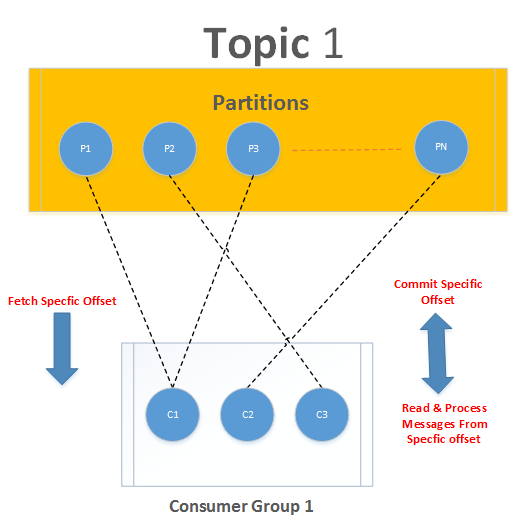 Topic 1
Partitions
P1 P2 P3 PN
Fetch Specfic Offset
Commit Specific
Offset
Read & Process
Messages From
Specfic offset
C1 C2 C3
Consumer Group 1